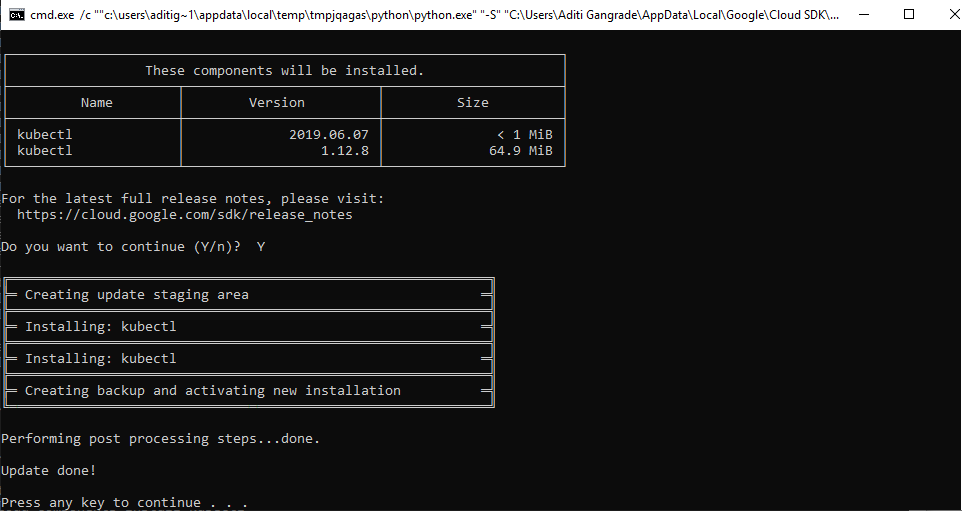 cmd.exe /c ""c:\users\aditig~1\appdata\local\temp\tmpjqagas\python\python.exe" "-S" "C:\Users\Aditi Gangrade\AppData\Local\Google\Cloud SDK\...
These components will be installed.
Name Version Size
kubectl 2019.06.07 < 1 MiB
kubectl 1.12.8 64.9 MiB
For the latest full release notes, please visit:
https://cloud.google.com/sdk/release_notes
Do you want to continue (Y/n)? Y
Creating update staging area
Installing: kubectl
Installing: kubectl
Creating backup and activating new installation
Performing post processing steps...done.
Update done!
Press any key to continue . . .